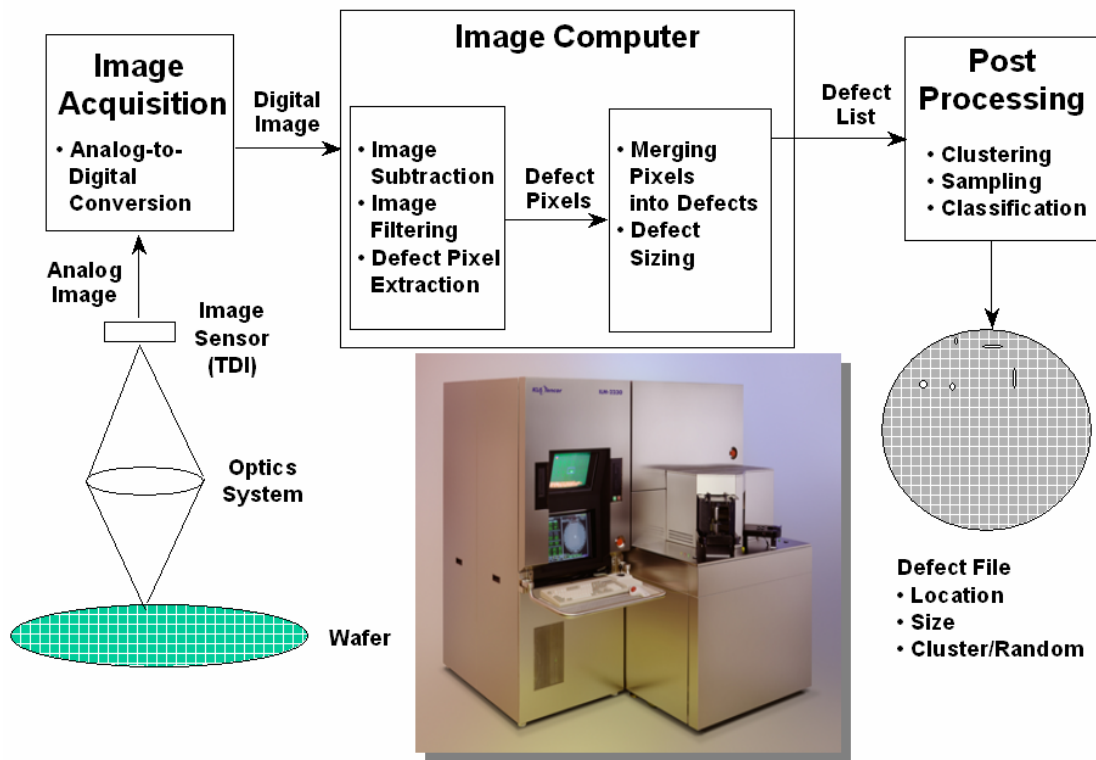 Image
Acquisition
• Analog-to-
Digital
Conversion
Digital
Image
Image Computer
• Image
Subtraction
• Image
Filtering
• Defect Pixel
Extraction
Defect
Pixels
• Merging
Pixels
into Defects
• Defect
Sizing
Defect
List
Post
Processing
• Clustering
• Sampling
• Classification
Analog
Image
Image
Sensor
(TDI)
Optics
System
Wafer
Defect File
• Location
• Size
• Cluster/Random